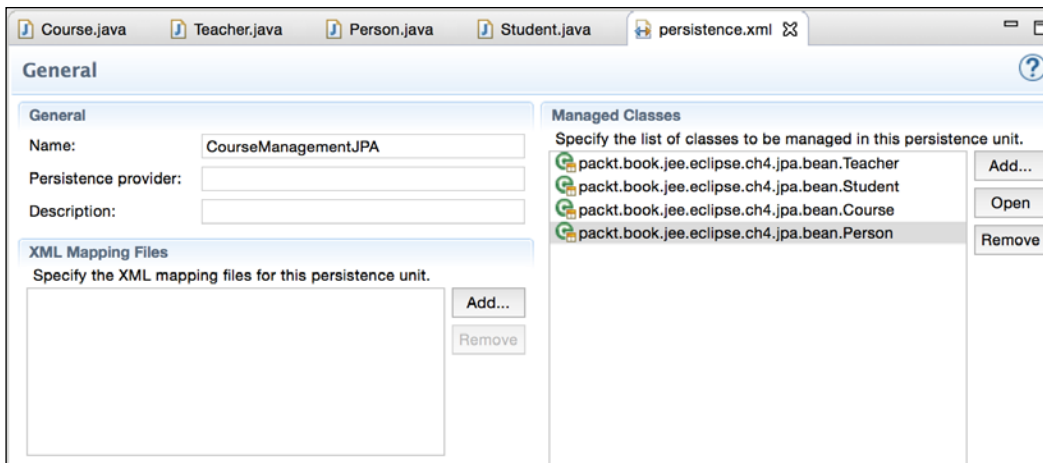 Course.java
Teacher.java
Person.java
Student.java
persistence.xml
General
?
General
Name:
CourseManagementJPA
Persistence provider:
Description:
XML Mapping Files
Specify the XML mapping files for this persistence unit.
Add...
Remove
Managed Classes
Specify the list of classes to be managed in this persistence unit.
packt.book.jee.eclipse.ch4.jpa.bean.Teacher
packt.book.jee.eclipse.ch4.jpa.bean.Student
packt.book.jee.eclipse.ch4.jpa.bean.Course
packt.book.jee.eclipse.ch4.jpa.bean.Person
Add...
Open
Remove